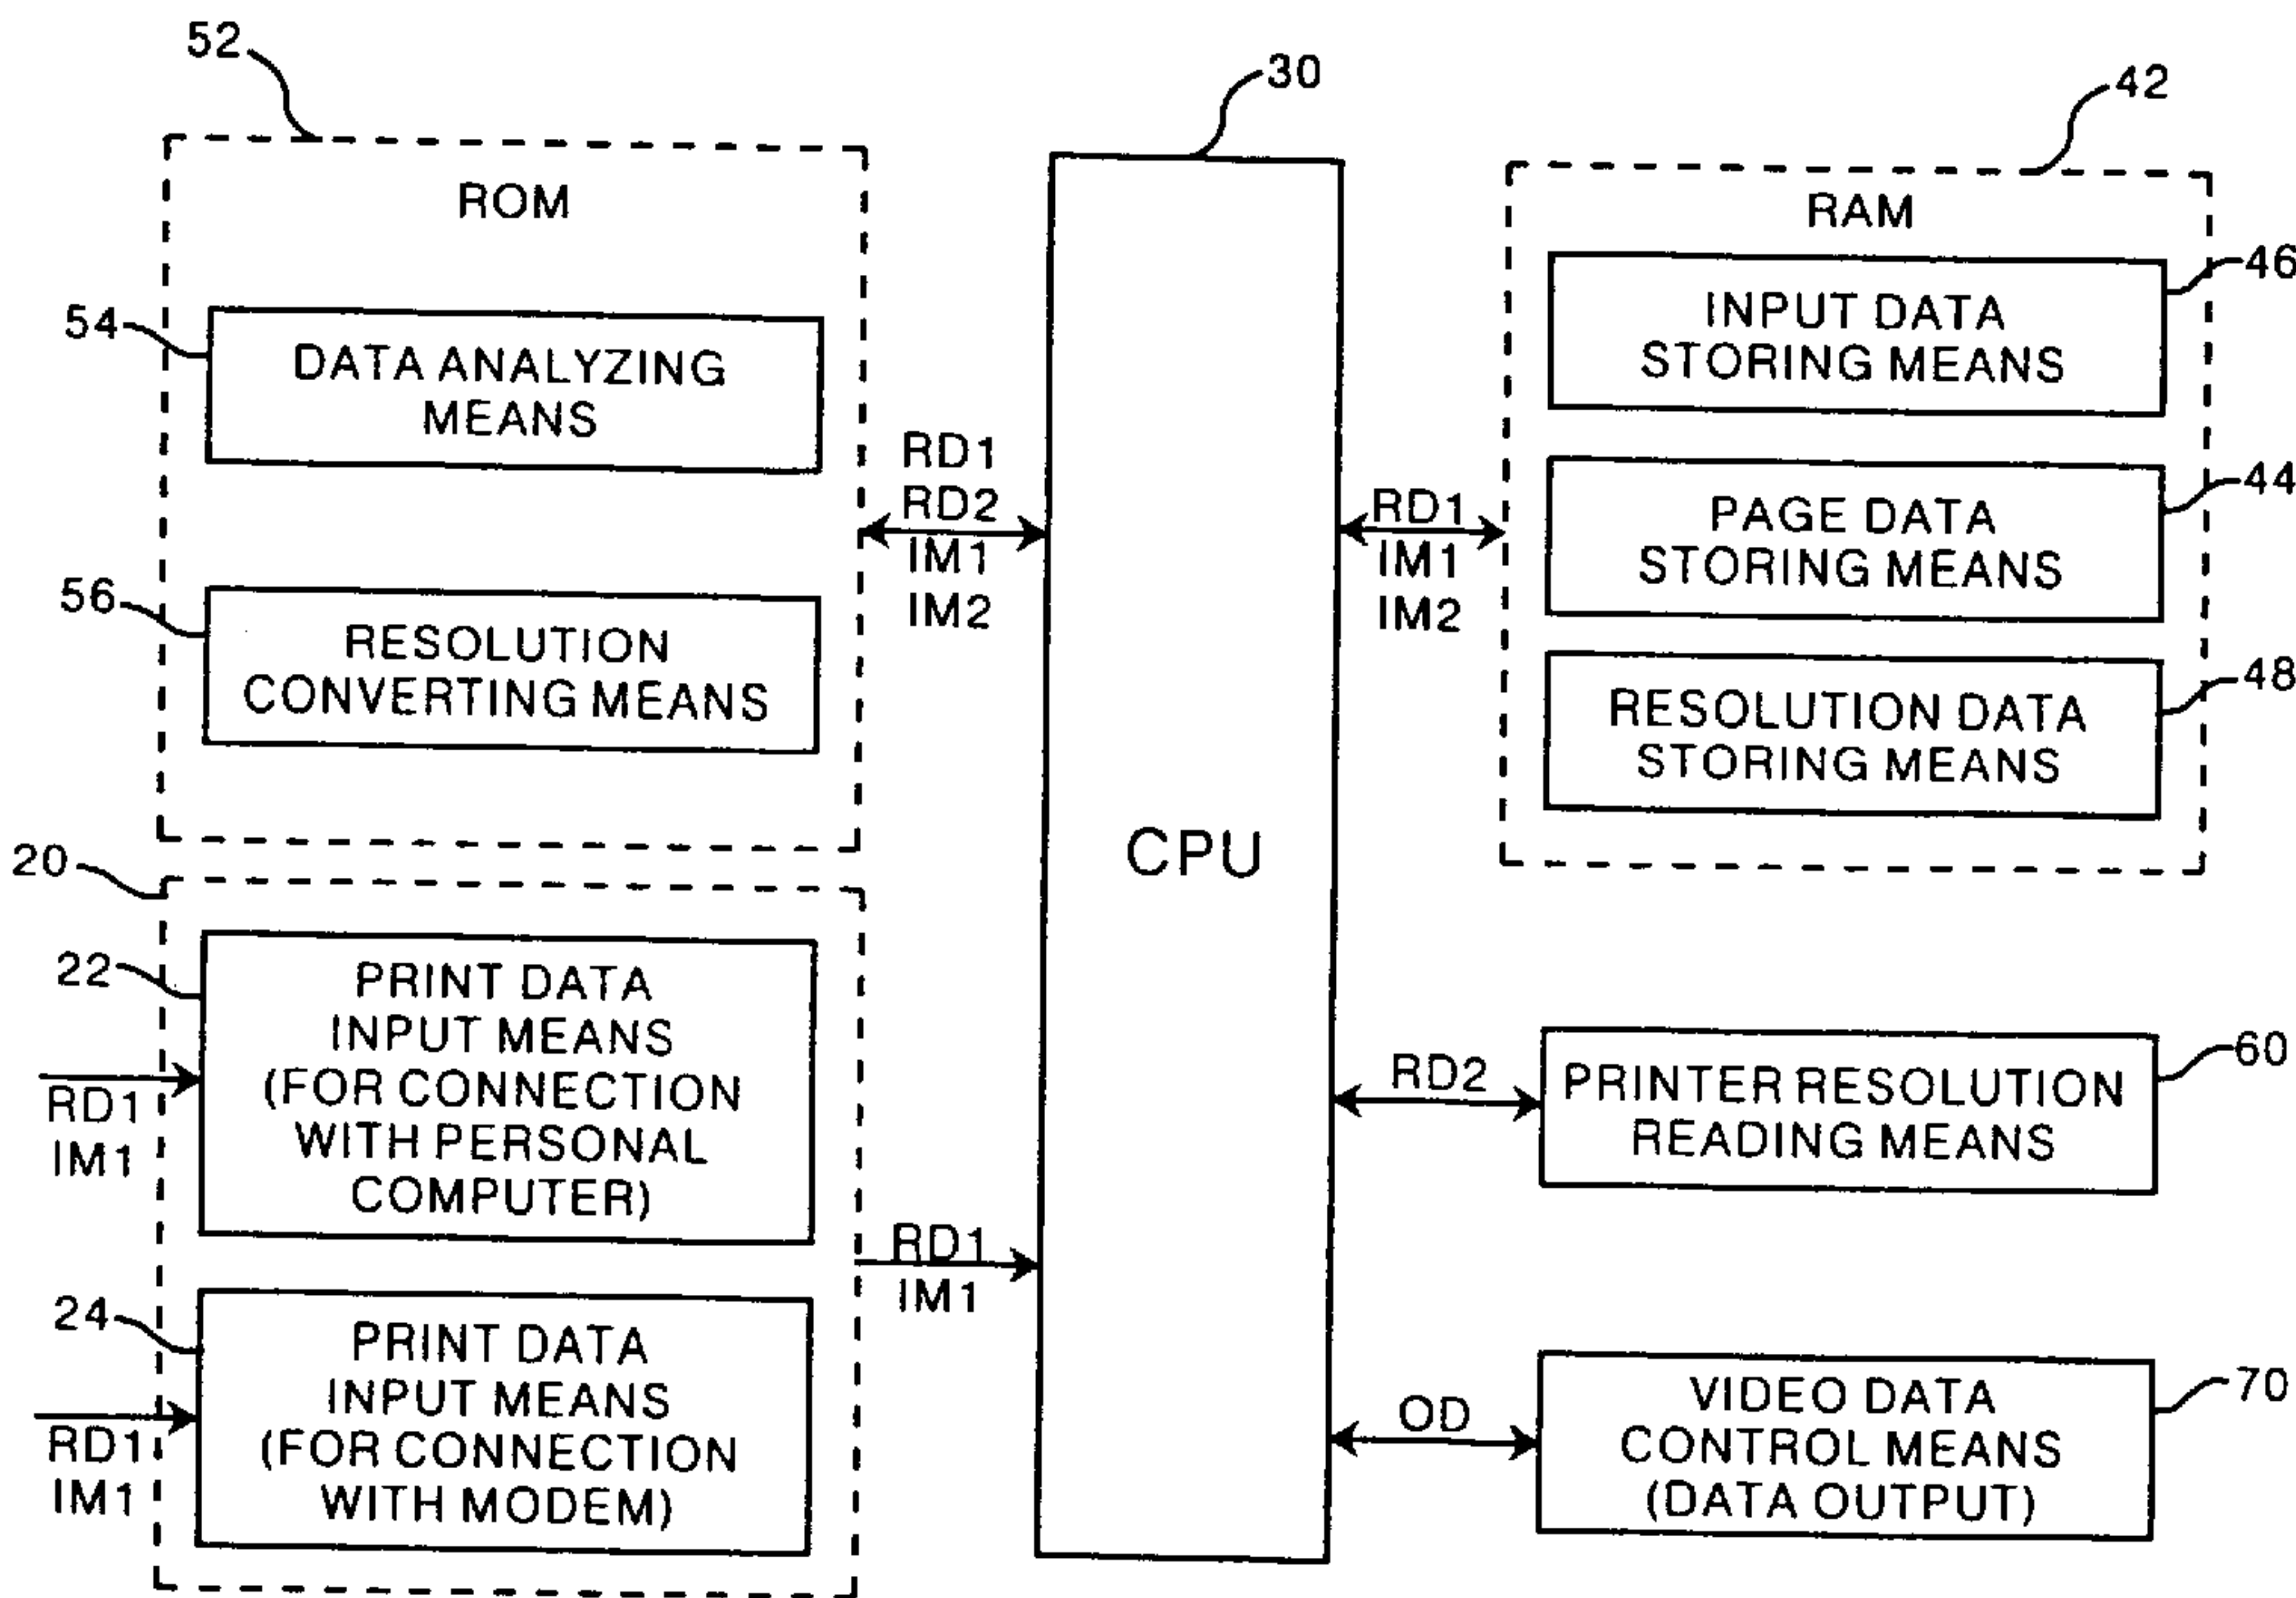 52
30
42
ROM
RAM
54
DATA ANALYZING
MEANS
56
RESOLUTION
CONVERTING MEANS
RD1
RD2
IM1
IM2
CPU
RD1
IM1
IM2
46
INPUT DATA
STORING MEANS
44
PAGE DATA
STORING MEANS
48
RESOLUTION DATA
STORING MEANS
20
22
PRINT DATA
INPUT MEANS
(FOR CONNECTION
WITH PERSONAL
COMPUTER)
RD1
IM1
24
PRINT DATA
INPUT MEANS
(FOR CONNECTION
WITH MODEM)
RD1
IM1
RD1
IM1
RD2
60
PRINTER RESOLUTION
READING MEANS
OD
70
VIDEO DATA
CONTROL MEANS
(DATA OUTPUT)